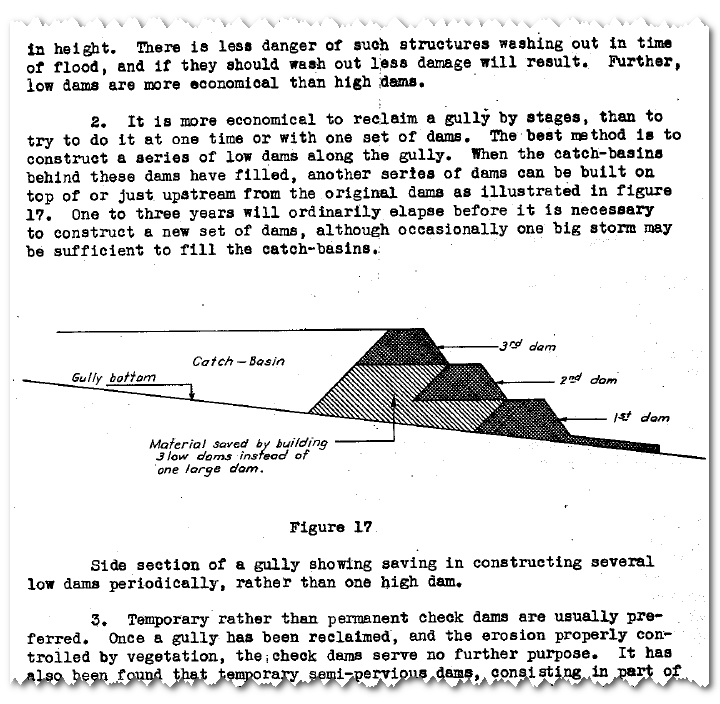 in height. There is less danger of such structures washing out in time
of flood, and if they should wash out less damage will result. Further,
low dams are more economical than high dams.
2. It is more economical to reclaim a gully by stages, than to
try to do it at one time or with one set of dams. The best method is to
construct a series of low dams along the gully. When the catch-basins
behind these dams have filled, another series of dams can be built on
top of or just upstream from the original dams as illustrated in figure
17. One to three years will ordinarily elapse before it is necessary
to construct a new set of dams, although occasionally one big storm may
be sufficient to fill the catch-basins.
3rd dam
Catch-Basin
Gully bottom
2nd dam
1st dam
Material saved by building
3 low dams instead of
one large dam.
Figure 17
Side section of a gully showing saving in constructing several
low dams periodically, rather than one high dam.
3. Temporary rather than permanent check dams are usually pre-
ferred. Once a gully has been reclaimed, and the erosion properly con-
trolled by vegetation, the check dams serve no further purpose. It has
also been found that temporary semi-pervious dams, consisting in part of